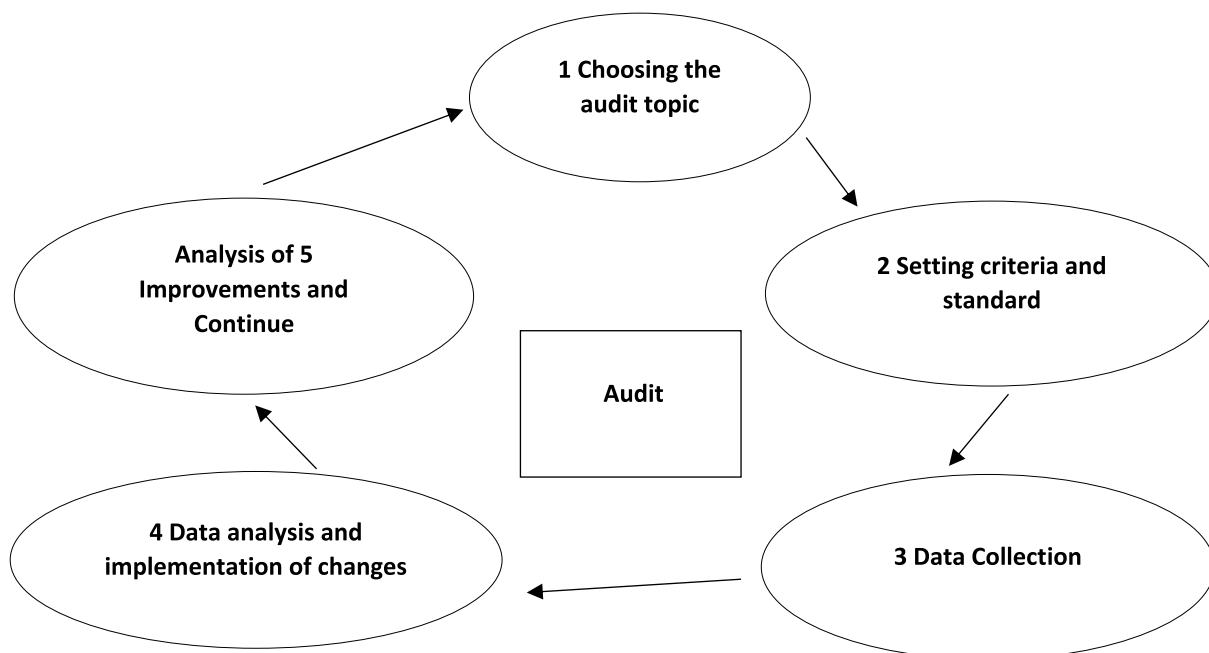 1 Choosing the
audit topic
2 Setting criteria and
standard
3 Data Collection
4 Data analysis and
implementation of changes
Analysis of 5
Improvements and
Continue
Audit